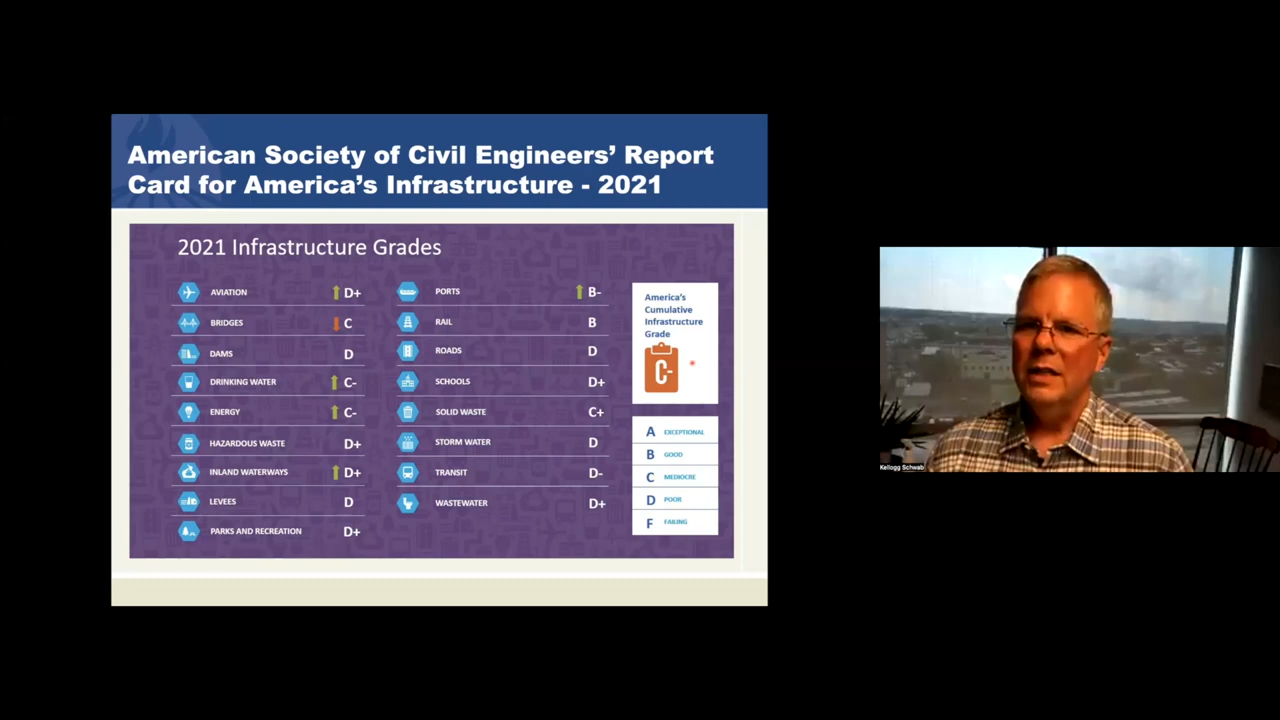 American Society of Civil Engineers’ Report
Card for America’s Infrastructure - 2021
2021 Infrastructure Grades
AVIATION D+
BRIDGES C
DAMS D
DRINKING WATER C-
ENERGY C-
HAZARDOUS WASTE D+
INLAND WATERWAYS D+
LEVEES D
PARKS AND RECREATION D+
PORTS B-
RAIL B
ROADS D
SCHOOLS D+
SOLID WASTE C+
STORM WATER D
TRANSIT D-
WASTEWATER D+
America’s
Cumulative
Infrastructure
Grade
C-
A EXCEPTIONAL
B GOOD
C MEDIOCRE
D POOR
F FAILING
Kellogg Schwab